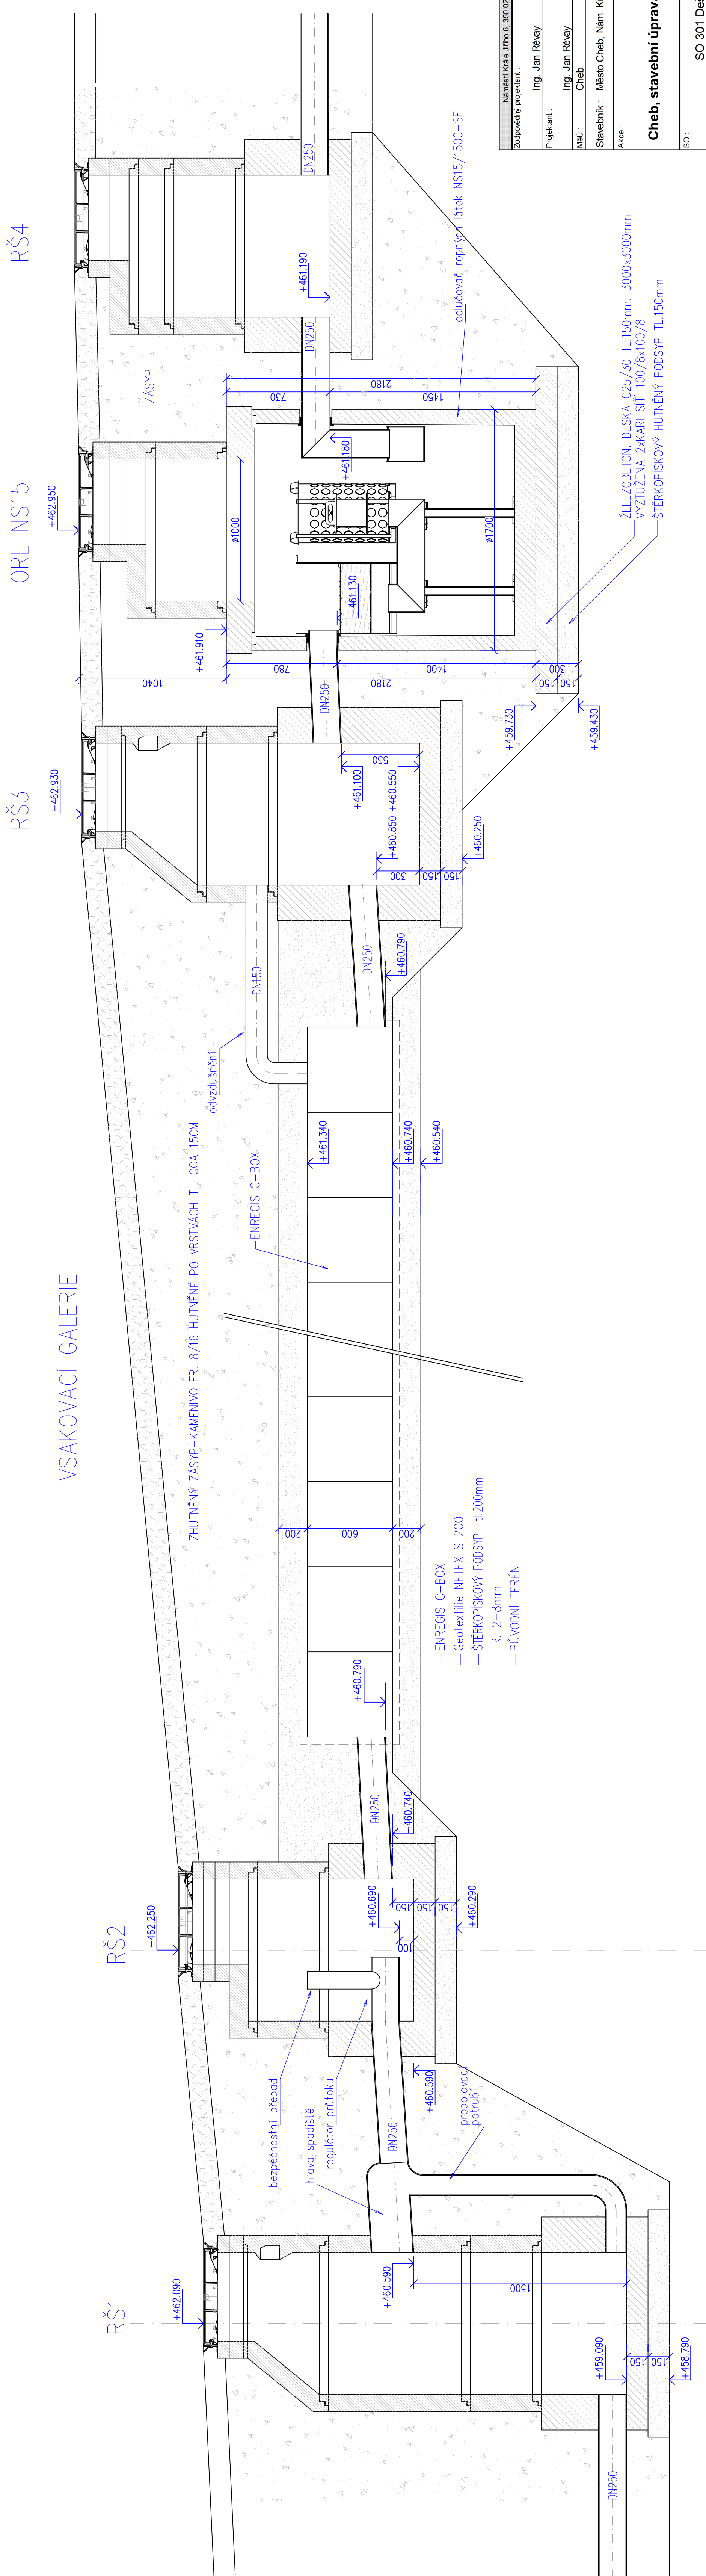 VSAKOVACÍ GALERIE
RŠ1
RŠ2
RŠ3
ORL NS15
RŠ4
+462.090
+462.250
+462.930
+462.950
ZÁSYP
ZHUTNĚNÝ ZÁSYP-KAMENIVO FR. 8/16 HUTNĚNÉ PO VRSTVÁCH TL. CCA 15CM
odvzdušnění
DN150
ENREGIS C-BOX
bezpečnostní přepad
hlava spadiště
regulátor průtoku
propojovací
potrubí
DN250
DN250
DN250
DN250
DN250
DN250
DN250
+460.590
+460.590
1500
+459.090
150
150
+458.790
+460.690
100
150
150
150
+460.740
+460.290
+460.790
200
600
200
+461.340
+460.740
+460.540
+460.790
+461.100
+460.550
550
+460.850
300
150
150
+460.250
+461.910
1040
780
2180
1400
+461.130
ø1000
ø1700
+461.180
730
1450
2180
+461.190
300
150
150
+459.730
+459.430
odlučovač ropných látek NS15/1500-SF
ENREGIS C-BOX
Geotextilie NETEX S 200
ŠTĚRKOPÍSKOVÝ PODSYP tl.200mm
FR. 2-8mm
PŮVODNÍ TERÉN
ŽELEZOBETON. DESKA C25/30 TL.150mm, 3000x3000mm
VYZTUŽENA 2xKARI SÍTÍ 100/8x100/8
ŠTĚRKOPÍSKOVÝ HUTNĚNÝ PODSYP TL.150mm
Náměstí Krále Jiřího 6, 350 02
Zodpovědný projektant :
Ing. Jan Révay
Projektant :
Ing. Jan Révay
MěÚ : Cheb
Stavebník : Město Cheb, Nám.
Akce :
Cheb, stavební
SO :
SO 301